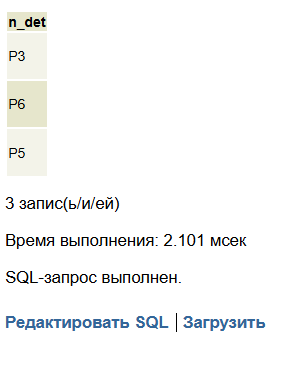 n_det
P3
P6
P5
3 запис(ь/и/ей)
Время выполнения: 2.101 мсек
SQL-запрос выполнен.
Редактировать SQL | Загрузить